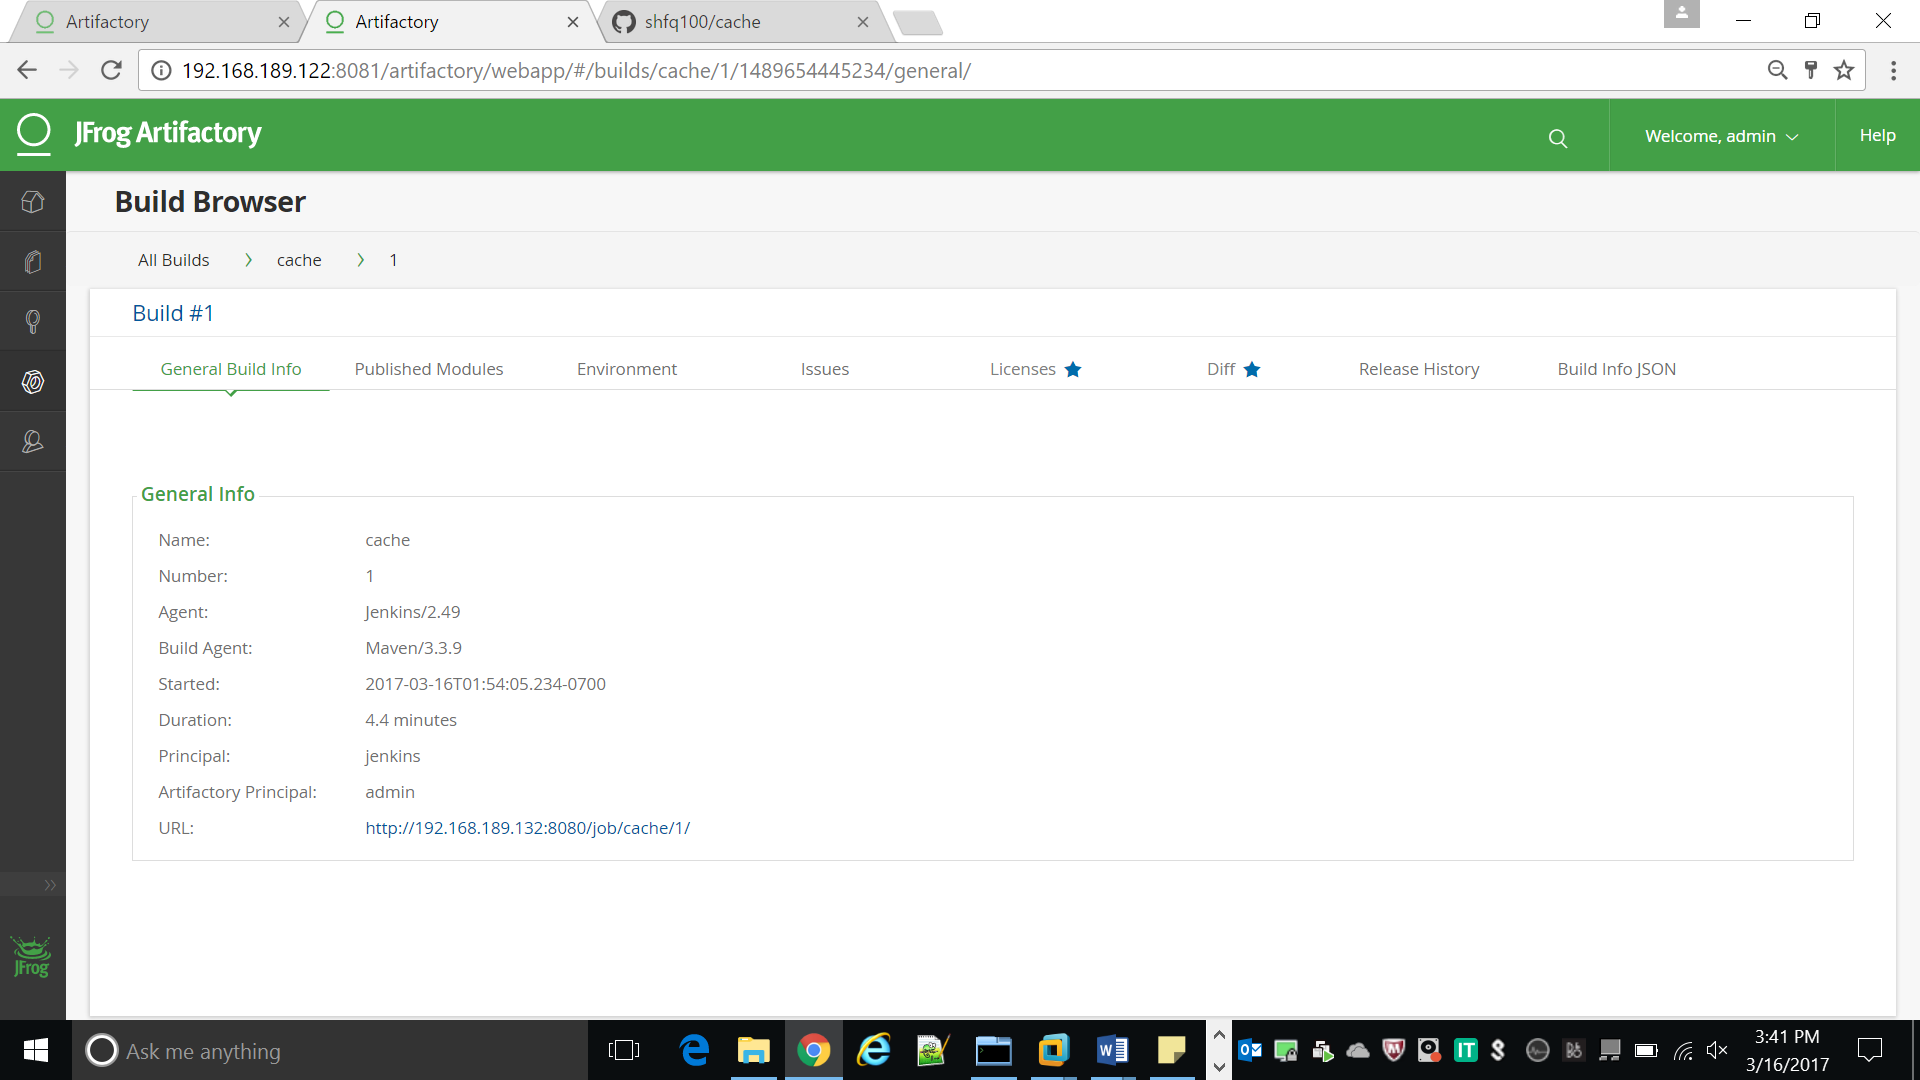 Artifactory
Artifactory
shfq100/cache
192.168.189.122:8081/artifactory/webapp/#/builds/cache/1/1489654445234/general/
JFrog Artifactory
Welcome, admin
Help
Build Browser
All Builds cache 1
Build #1
General Build Info Published Modules Environment Issues Licenses Diff Release History Build Info JSON
General Info
Name: cache
Number: 1
Agent: Jenkins/2.49
Build Agent: Maven/3.3.9
Started: 2017-03-16T01:54:05.234-0700
Duration: 4.4 minutes
Principal: jenkins
Artifactory Principal: admin
URL: http://192.168.189.132:8080/job/cache/1/
JFrog
Ask me anything
IT
3:41 PM
3/16/2017